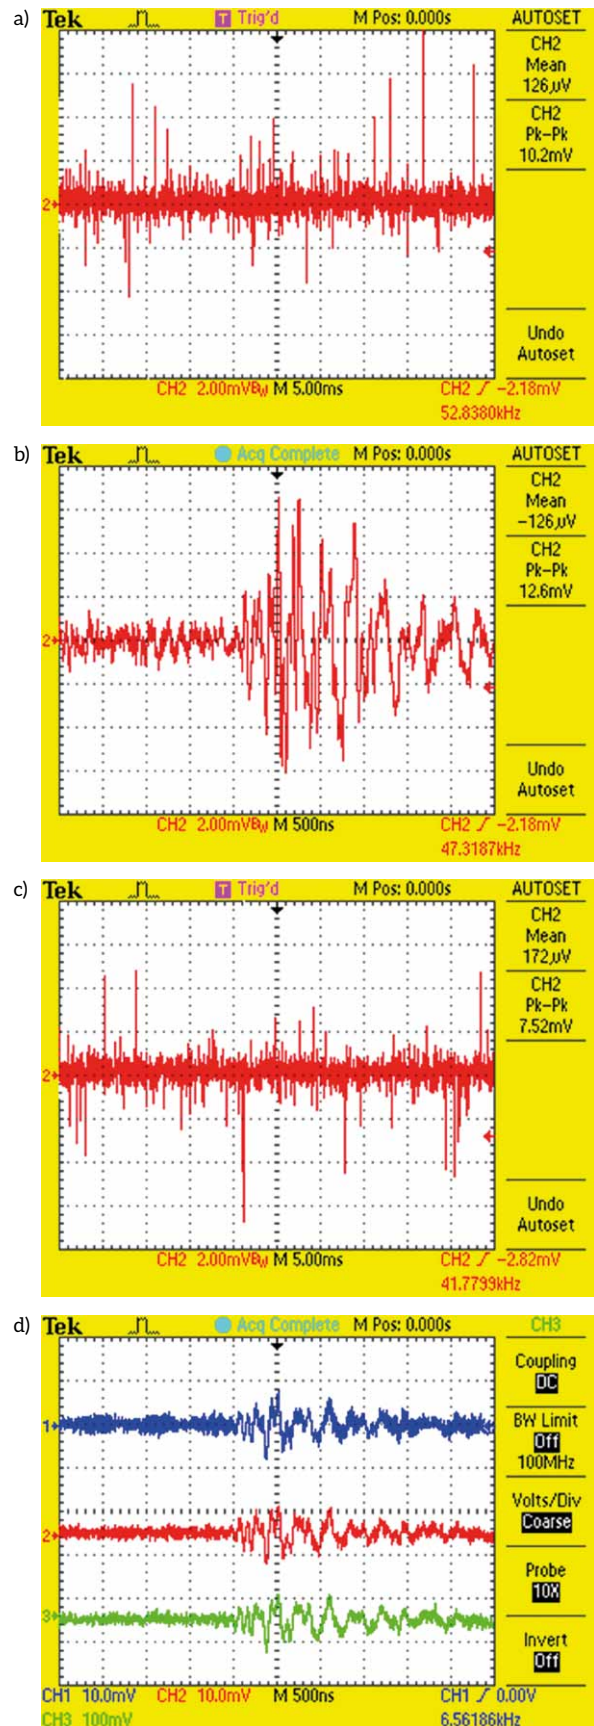 a)
Tek
T Trig'd
M Pos: 0.000s
AUTOSET
CH2
Mean
126µV
CH2
Pk-Pk
10.2mV
2
Undo
Autoset
CH2 2.00mVBW M 5.00ms
CH2 ∕ -2.18mV
52.8380kHz
b)
Tek
Acq Complete
M Pos: 0.000s
AUTOSET
CH2
Mean
-126µV
CH2
Pk-Pk
12.6mV
2
Undo
Autoset
CH2 2.00mVBW M 500ns
CH2 ∕ -2.18mV
47.3187kHz
c)
Tek
T Trig'd
M Pos: 0.000s
AUTOSET
CH2
Mean
172µV
CH2
Pk-Pk
7.52mV
2
Undo
Autoset
CH2 2.00mVBW M 5.00ms
CH2 ∕ -2.82mV
41.7799kHz
d)
Tek
Acq Complete
M Pos: 0.000s
CH3
Coupling
DC
BW Limit
Off
100MHz
Volts/Div
Coarse
Probe
10X
Invert
Off
1
2
3
CH1 10.0mV CH2 10.0mV M 500ns
CH1 ∕ 0.00V
CH3 100mV
6.56186kHz